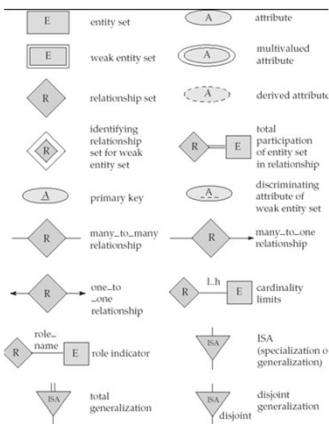 E
entity set
A
attribute
E
weak entity set
A
multivalued
attribute
R
relationship set
A
derived attribute
R
identifying
relationship
set for weak
entity set
R
E
total
participation
of entity set
in relationship
A
primary key
A
discriminating
attribute of
weak entity set
R
many_to_many
relationship
R
many_to_one
relationship
R
one_to
_one
relationship
R
l..h
E
cardinality
limits
R
role_
name
E
role indicator
ISA
ISA
(specialization o
generalization)
ISA
total
generalization
ISA
disjoint
disjoint
generalization